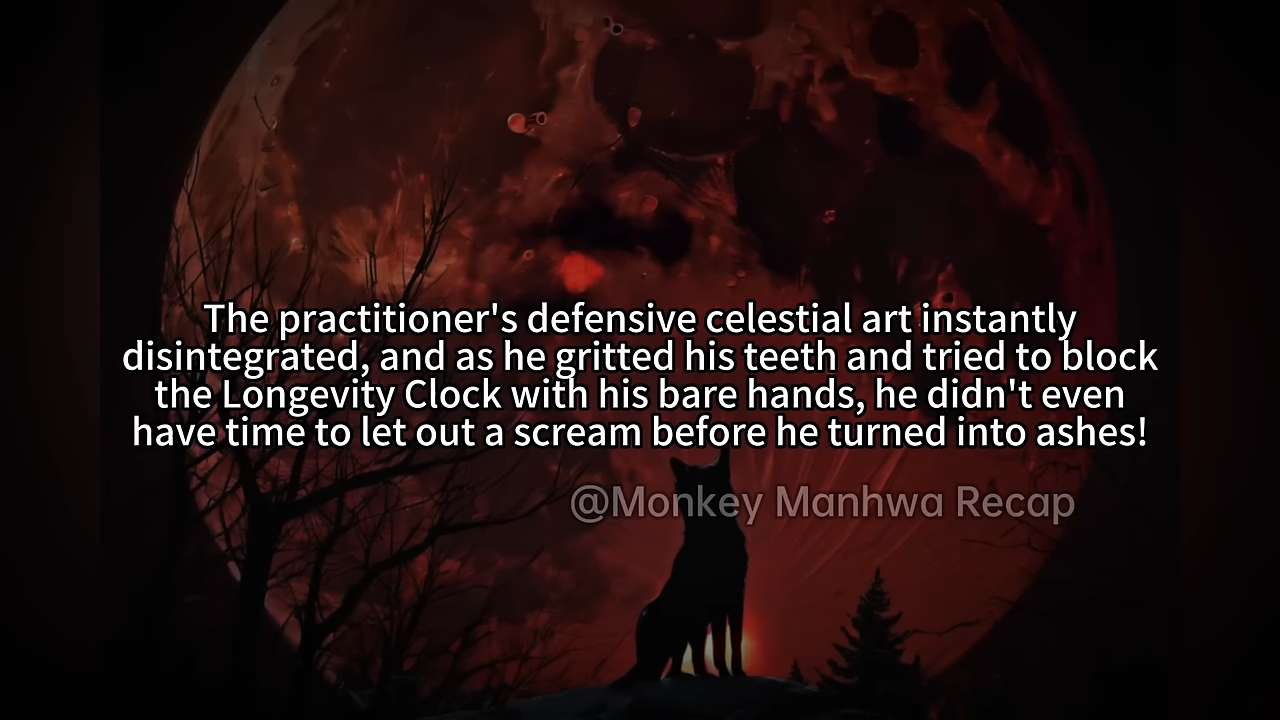 The practitioner's defensive celestial art instantly
disintegrated, and as he gritted his teeth and tried to block
the Longevity Clock with his bare hands, he didn't even
have time to let out a scream before he turned into ashes!
@Monkey Manhwa Recap